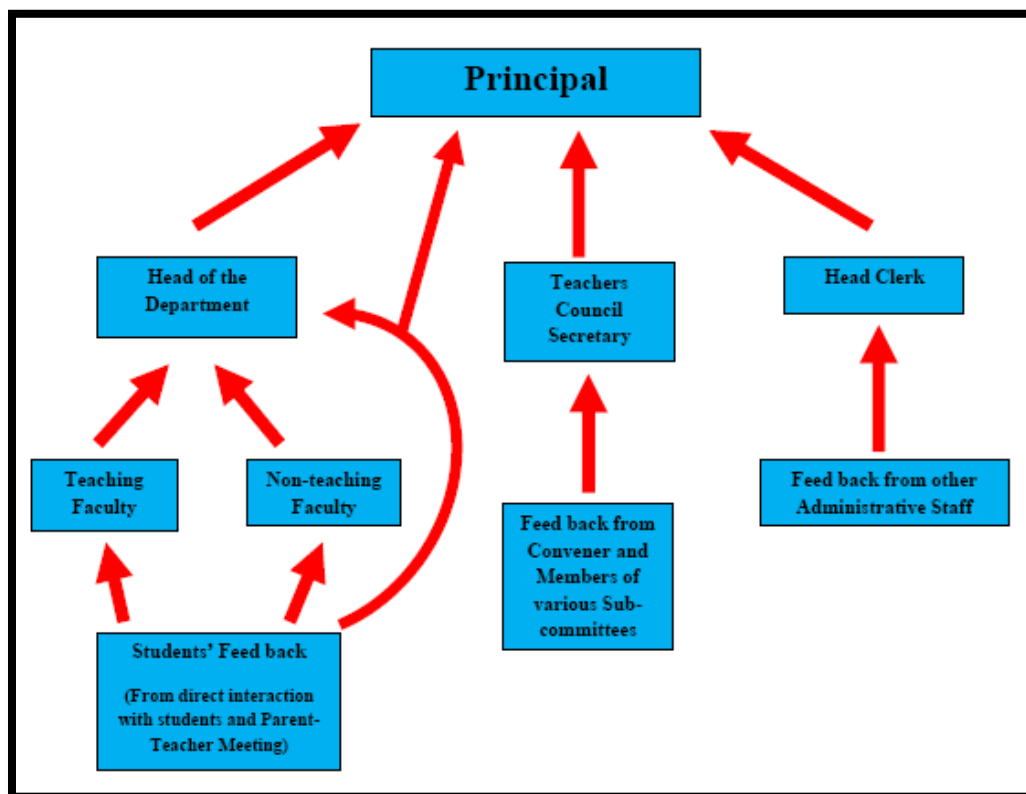 Principal
Head of the
Department
Teachers
Council
Secretary
Head Clerk
Teaching
Faculty
Non-teaching
Faculty
Feed back from
Convener and
Members of
various Sub-
committees
Feed back from other
Administrative Staff
Students’ Feed back
(From direct interaction
with students and Parent-
Teacher Meeting)